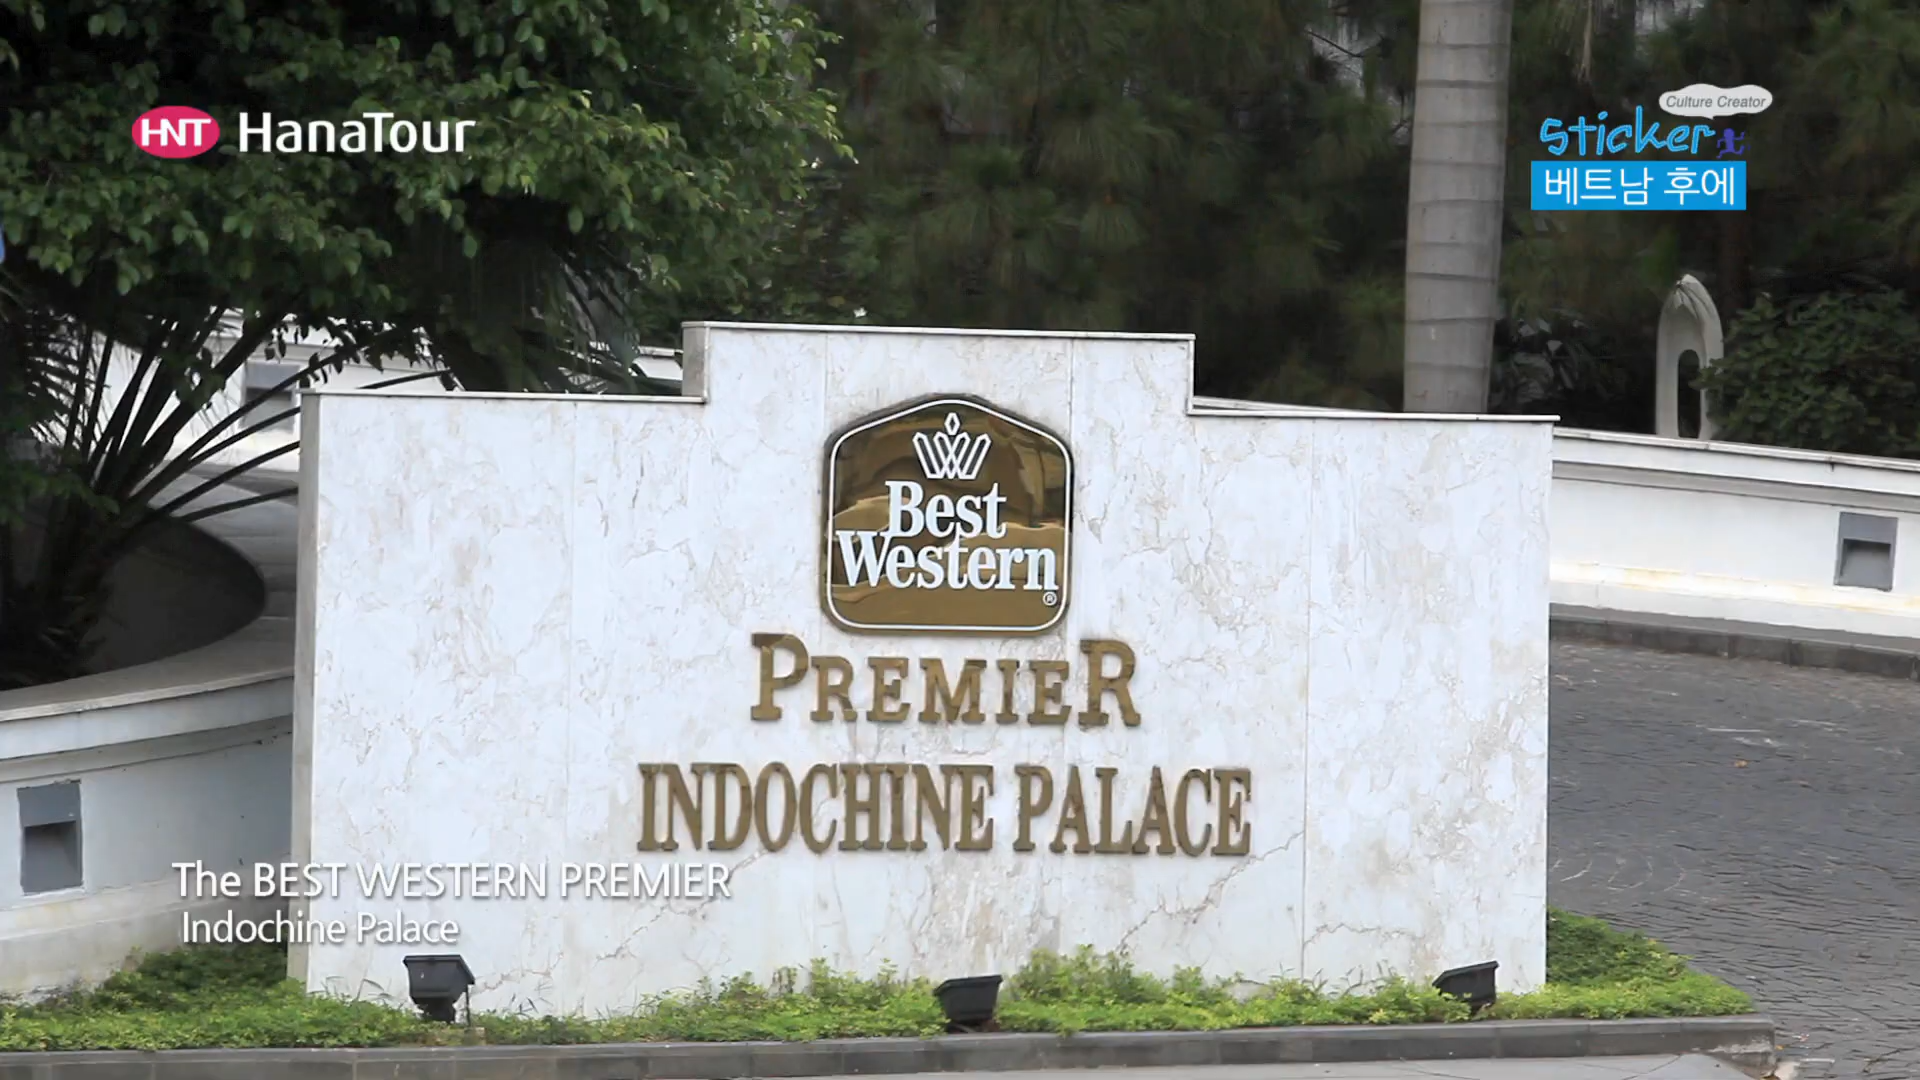 HNT HanaTour
Culture Creator
Sticker
베트남 후에
Best
Western
®
PREMIER
INDOCHINE PALACE
The BEST WESTERN PREMIER
Indochine Palace